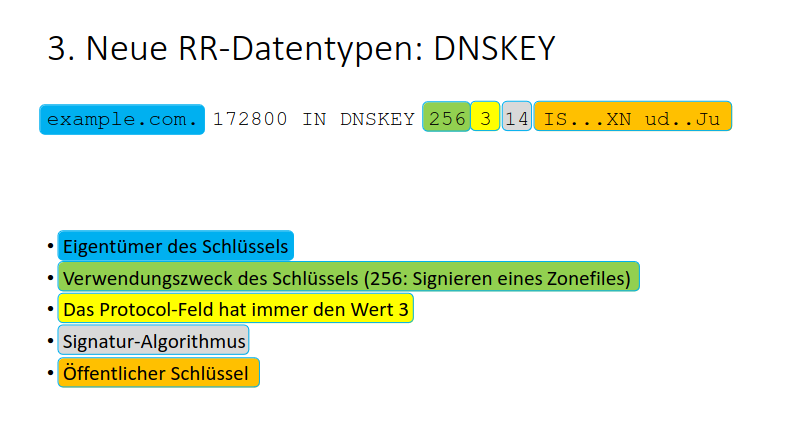 3. Neue RR-Datentypen: DNSKEY
example.com. 172800 IN DNSKEY 256 3 14 IS...XN ud..Ju
• Eigentümer des Schlüssels
• Verwendungszweck des Schlüssels (256: Signieren eines Zonefiles)
• Das Protocol-Feld hat immer den Wert 3
• Signatur-Algorithmus
• Öffentlicher Schlüssel